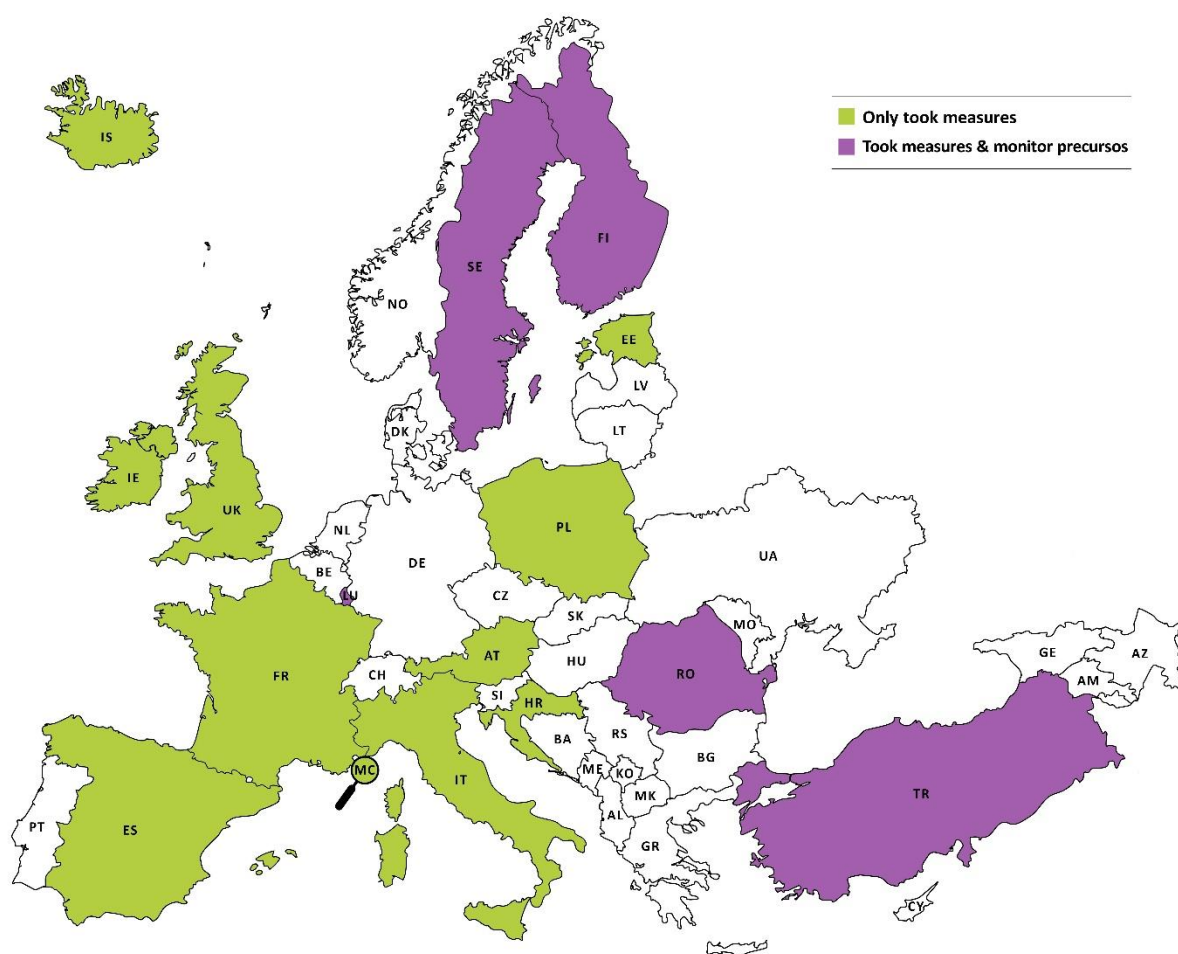 Only took measures
Took measures & monitor precursos
IS
FI
SE
NO
EE
LV
LT
DK
IE
UK
NL
PL
UA
DE
BE
LU
CZ
SK
MO
AT
HU
FR
CH
RO
GE
AZ
AM
SI
HR
BA
RS
BG
MC
IT
ME
KO
MK
TR
AL
PT
ES
GR
CY